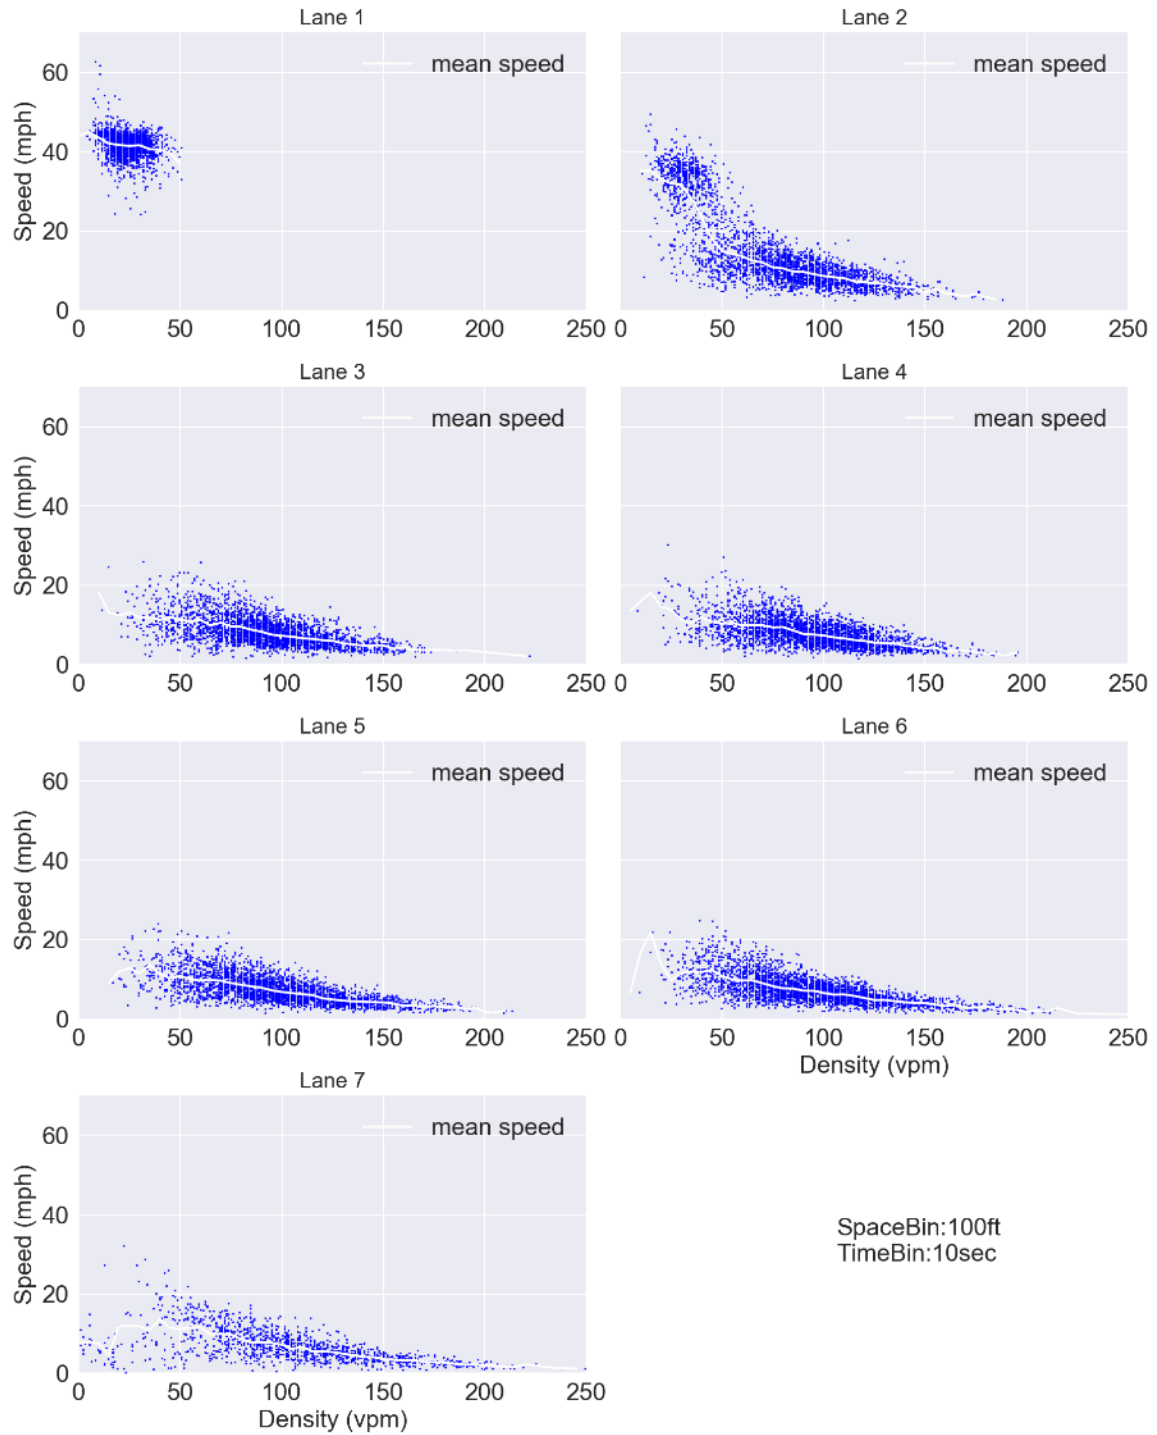 Lane 1
Lane 2
mean speed
mean speed
Speed (mph)
60
40
20
0
0 50 100 150 200 250
0 50 100 150 200 250
Lane 3
Lane 4
mean speed
mean speed
Speed (mph)
60
40
20
0
0 50 100 150 200 250
0 50 100 150 200 250
Lane 5
Lane 6
mean speed
mean speed
Speed (mph)
60
40
20
0
0 50 100 150 200 250
0 50 100 150 200 250
Density (vpm)
Lane 7
mean speed
Speed (mph)
60
40
20
0
0 50 100 150 200 250
Density (vpm)
SpaceBin:100ft
TimeBin:10sec